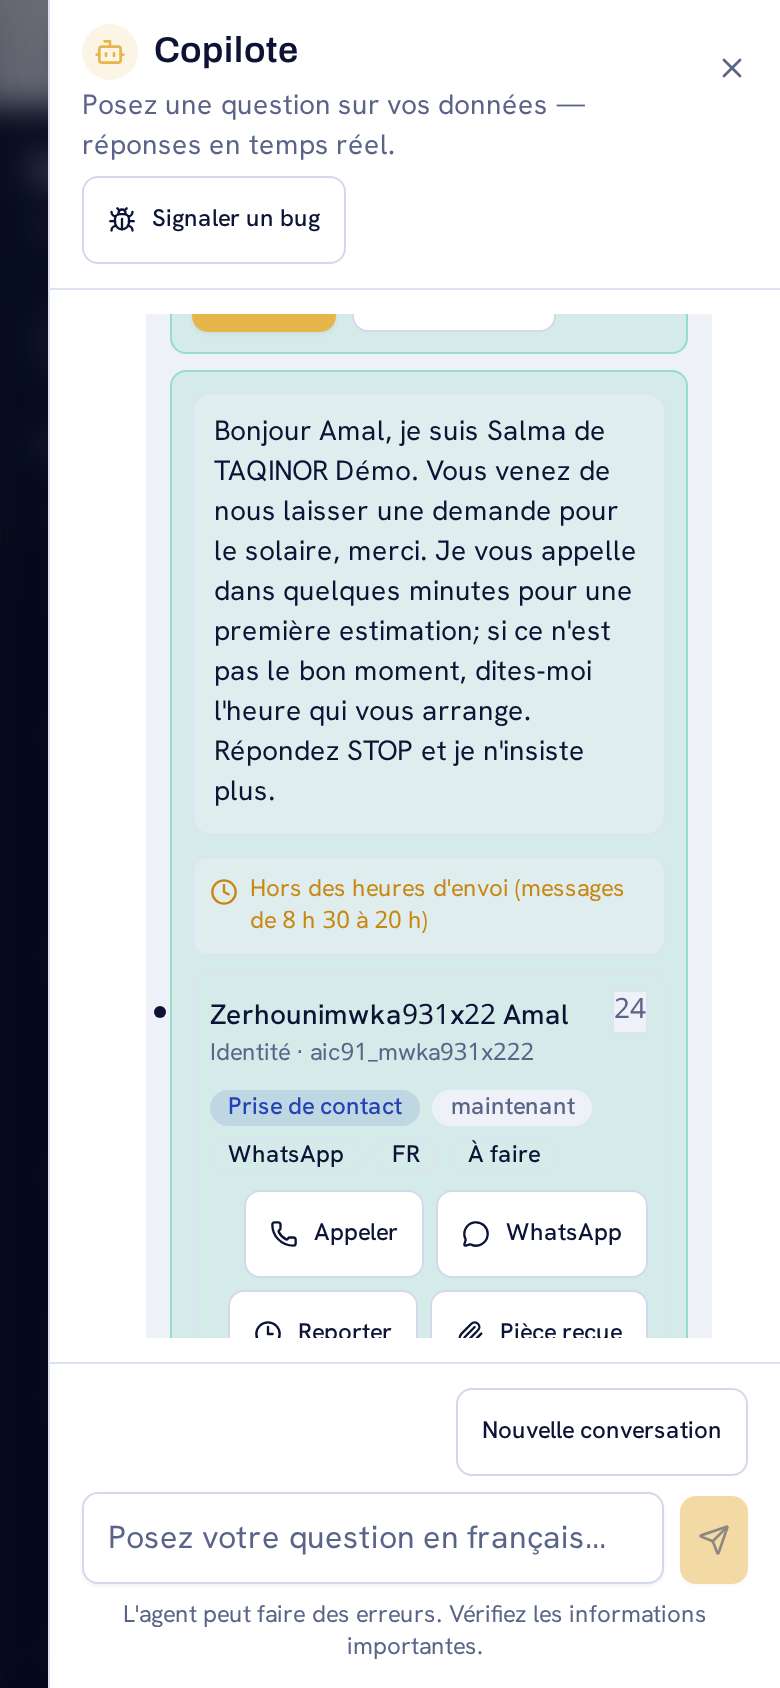 Copilote
Posez une question sur vos données —
réponses en temps réel.
Signaler un bug
Bonjour Amal, je suis Salma de
TAQINOR Démo. Vous venez de
nous laisser une demande pour
le solaire, merci. Je vous appelle
dans quelques minutes pour une
première estimation; si ce n'est
pas le bon moment, dites-moi
l'heure qui vous arrange.
Répondez STOP et je n'insiste
plus.
Hors des heures d'envoi (messages
de 8 h 30 à 20 h)
Zerhounimwka931x22 Amal 24
Identité · aic91_mwka931x222
Prise de contact maintenant
WhatsApp FR À faire
Appeler WhatsApp
Reporter Pièce reçue
Nouvelle conversation
Posez votre question en français...
L'agent peut faire des erreurs. Vérifiez les informations
importantes.